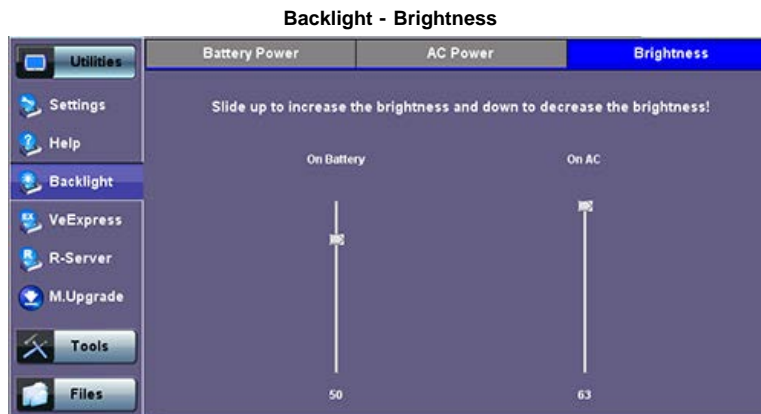 Backlight - Brightness
Utilities
Battery Power
AC Power
Brightness
Settings
Help
Backlight
VeExpress
R-Server
M.Upgrade
Tools
Files
Slide up to increase the brightness and down to decrease the brightness!
On Battery
On AC
50
63